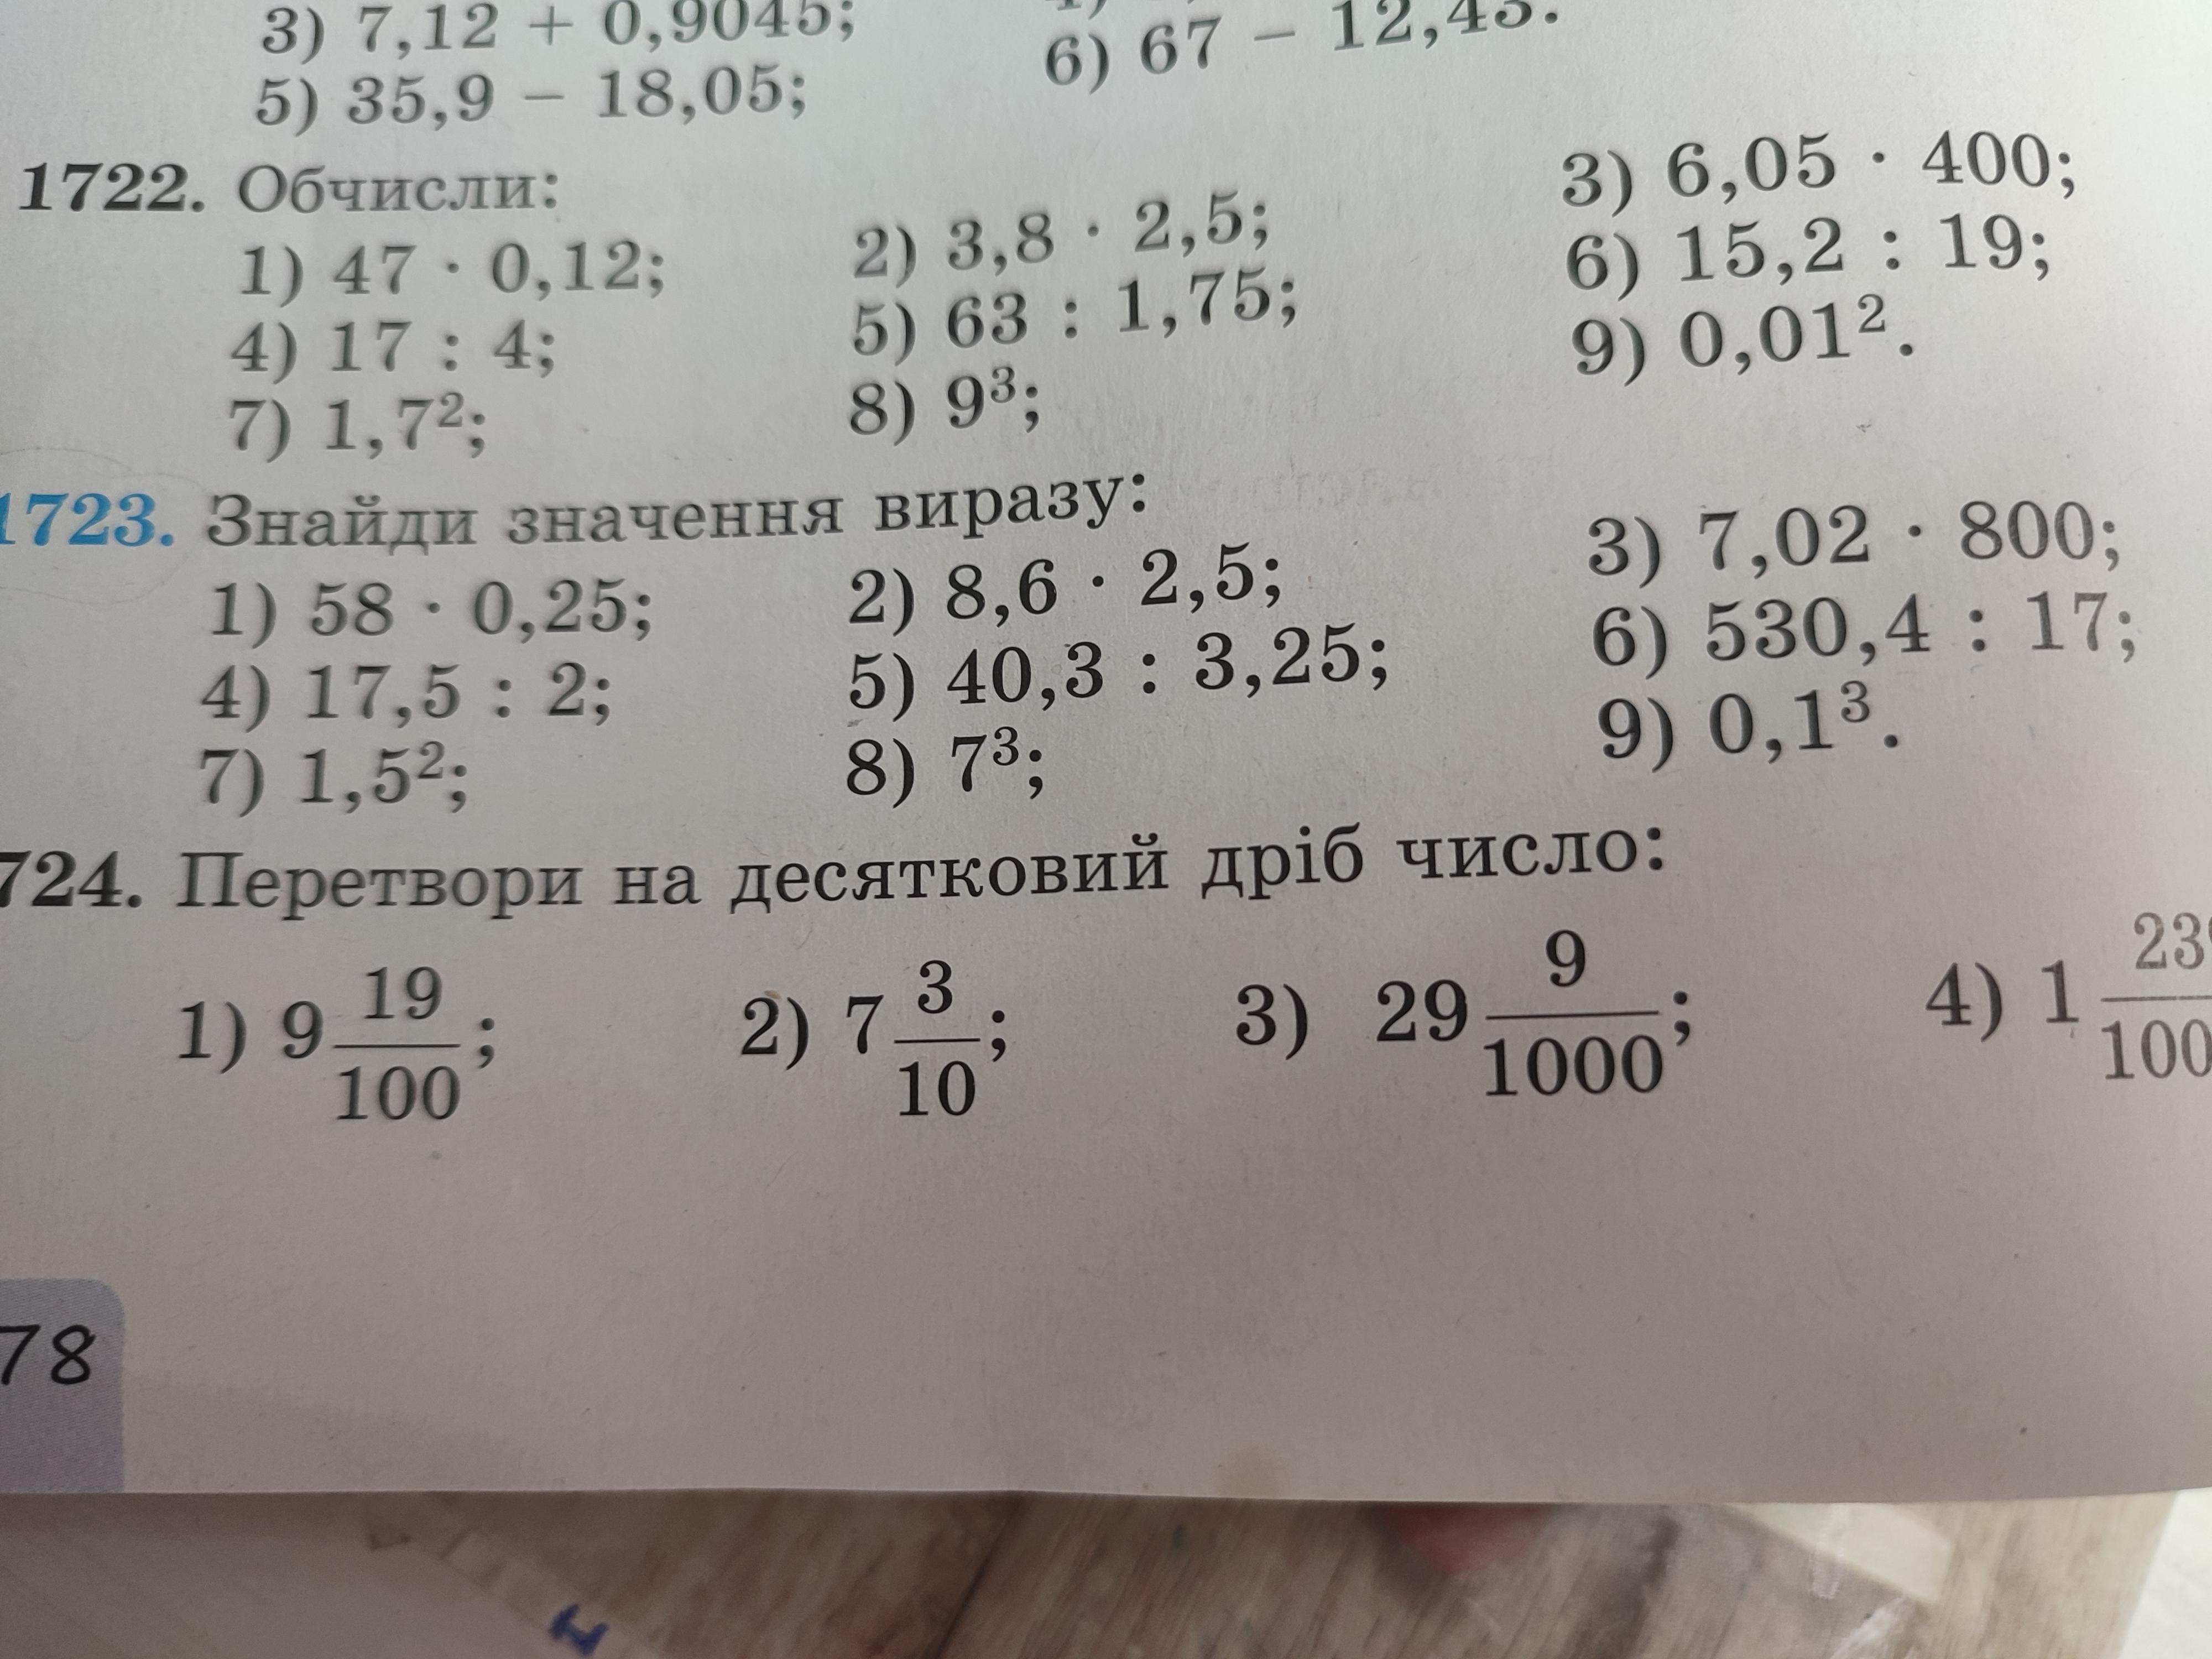 3) 7,12 + 0,9045;
5) 35,9 – 18,05; 6) 67 – 12,45.
1722. Обчисли:
1) 47 · 0,12; 2) 3,8 · 2,5; 3) 6,05 · 400;
4) 17 : 4; 5) 63 : 1,75; 6) 15,2 : 19;
7) 1,7²; 8) 9³; 9) 0,01².
1723. Знайди значення виразу:
1) 58 · 0,25; 2) 8,6 · 2,5; 3) 7,02 · 800;
4) 17,5 : 2; 5) 40,3 : 3,25; 6) 530,4 : 17;
7) 1,5²; 8) 7³; 9) 0,1³.
724. Перетвори на десятковий дріб число:
1) 9 19/100; 2) 7 3/10; 3) 29 9/1000; 4) 1
78